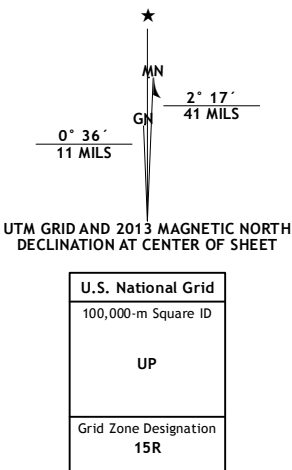 ★
MN
2° 17´
41 MILS
GN
0° 36´
11 MILS
UTM GRID AND 2013 MAGNETIC NORTH
DECLINATION AT CENTER OF SHEET
U.S. National Grid
100,000-m Square ID
UP
Grid Zone Designation
15R